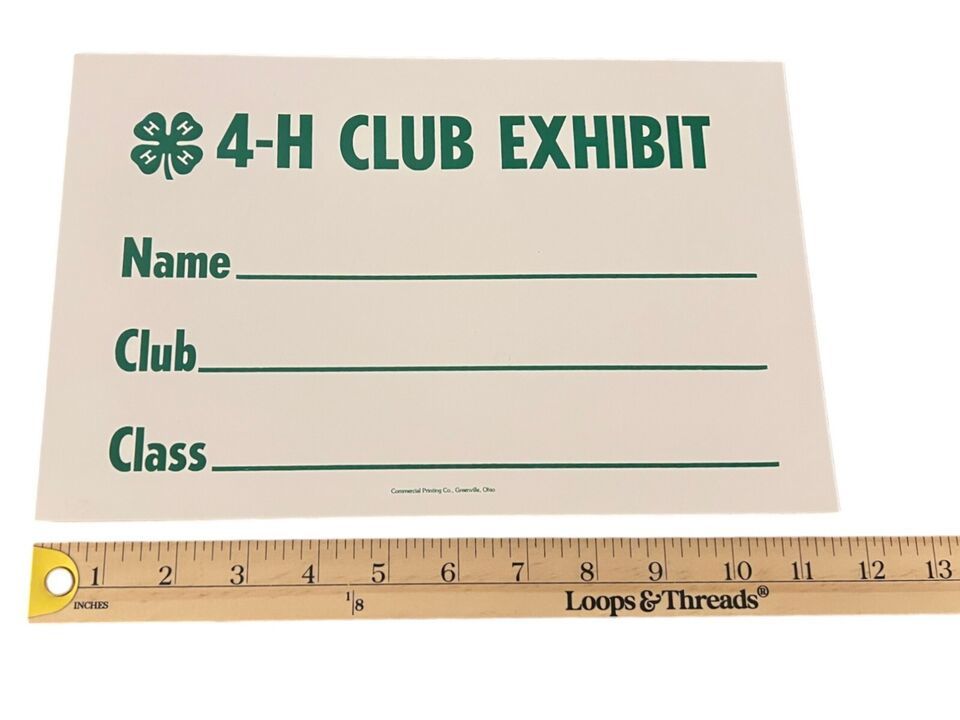 H H H H 4-H CLUB EXHIBIT
Name
Club
Class
Commercial Printing Co., Greenville, Ohio
1 2 3 4 5 6 7 8 9 10 11 12 13
INCHES 1/8 Loops & Threads®